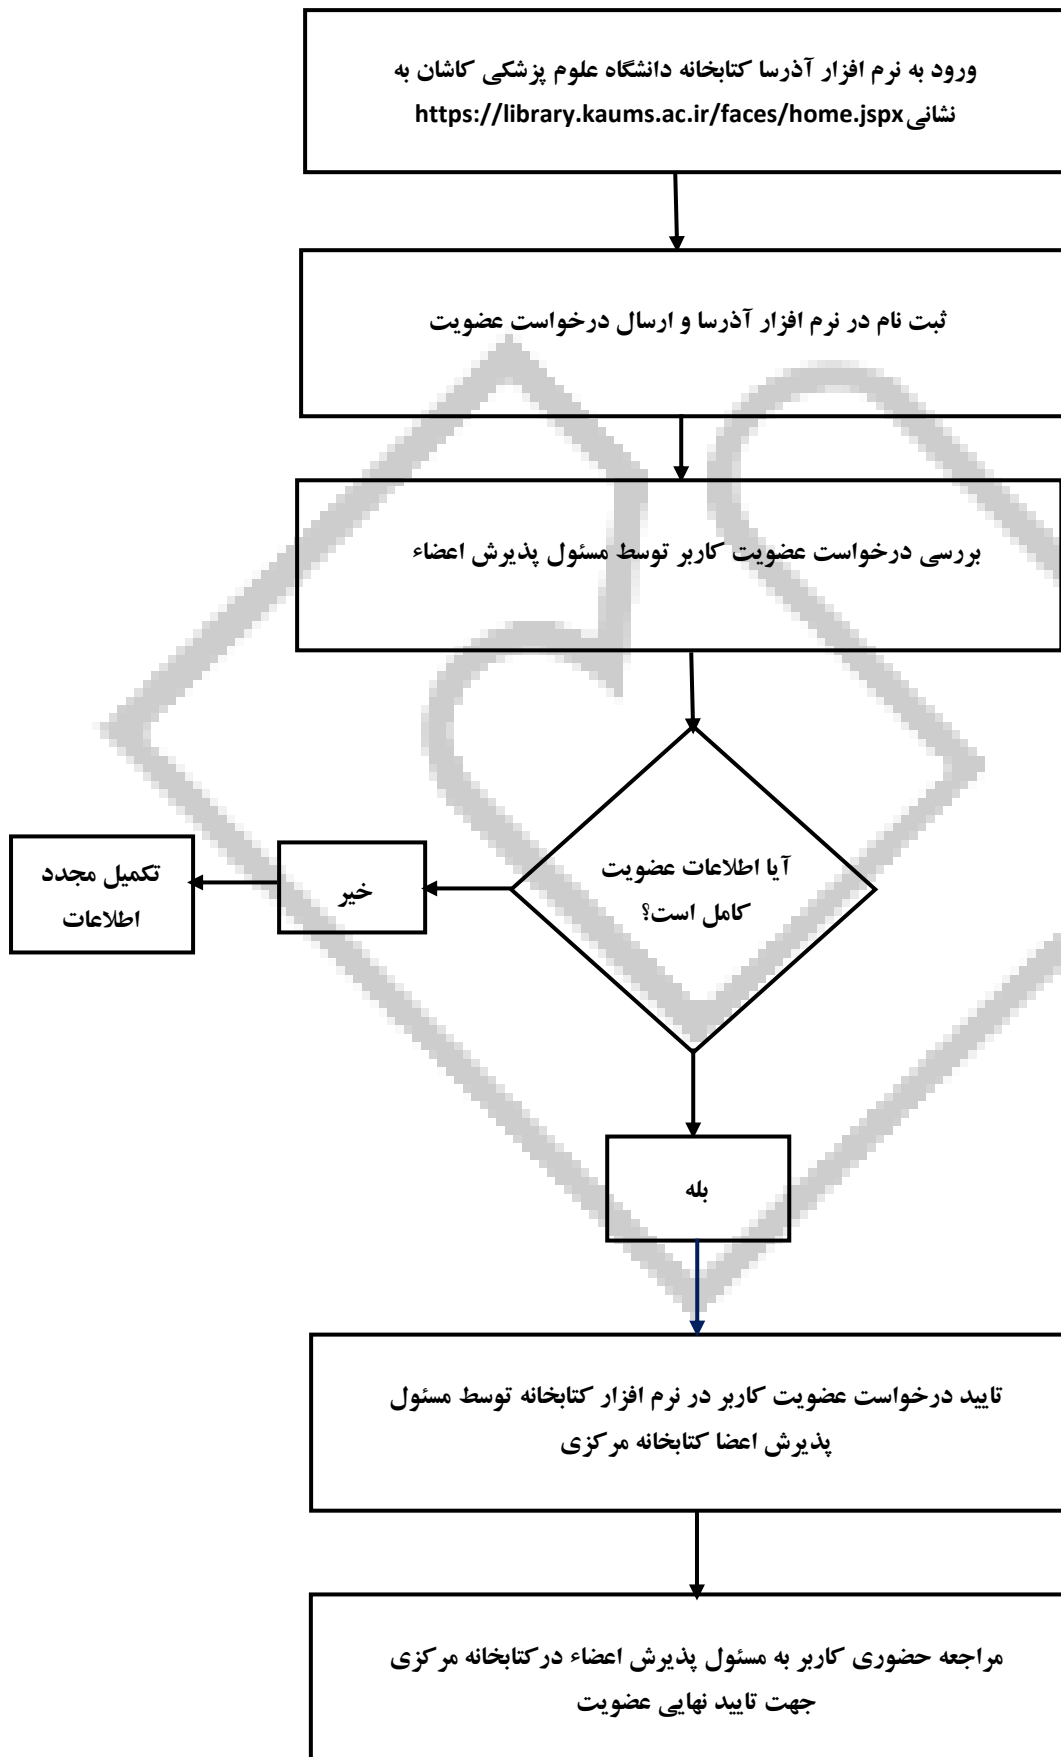 ورود به نرم افزار آذرسا کتابخانه دانشگاه علوم پزشکی کاشان به
نشانی https://library.kaums.ac.ir/faces/home.jspx
ثبت نام در نرم افزار آذرسا و ارسال درخواست عضویت
بررسی درخواست عضویت کاربر توسط مسئول پذیرش اعضاء
آیا اطلاعات عضویت
کامل است؟
خیر
تکمیل مجدد
اطلاعات
بله
تایید درخواست عضویت کاربر در نرم افزار کتابخانه توسط مسئول
پذیرش اعضا کتابخانه مرکزی
مراجعه حضوری کاربر به مسئول پذیرش اعضاء درکتابخانه مرکزی
جهت تایید نهایی عضویت